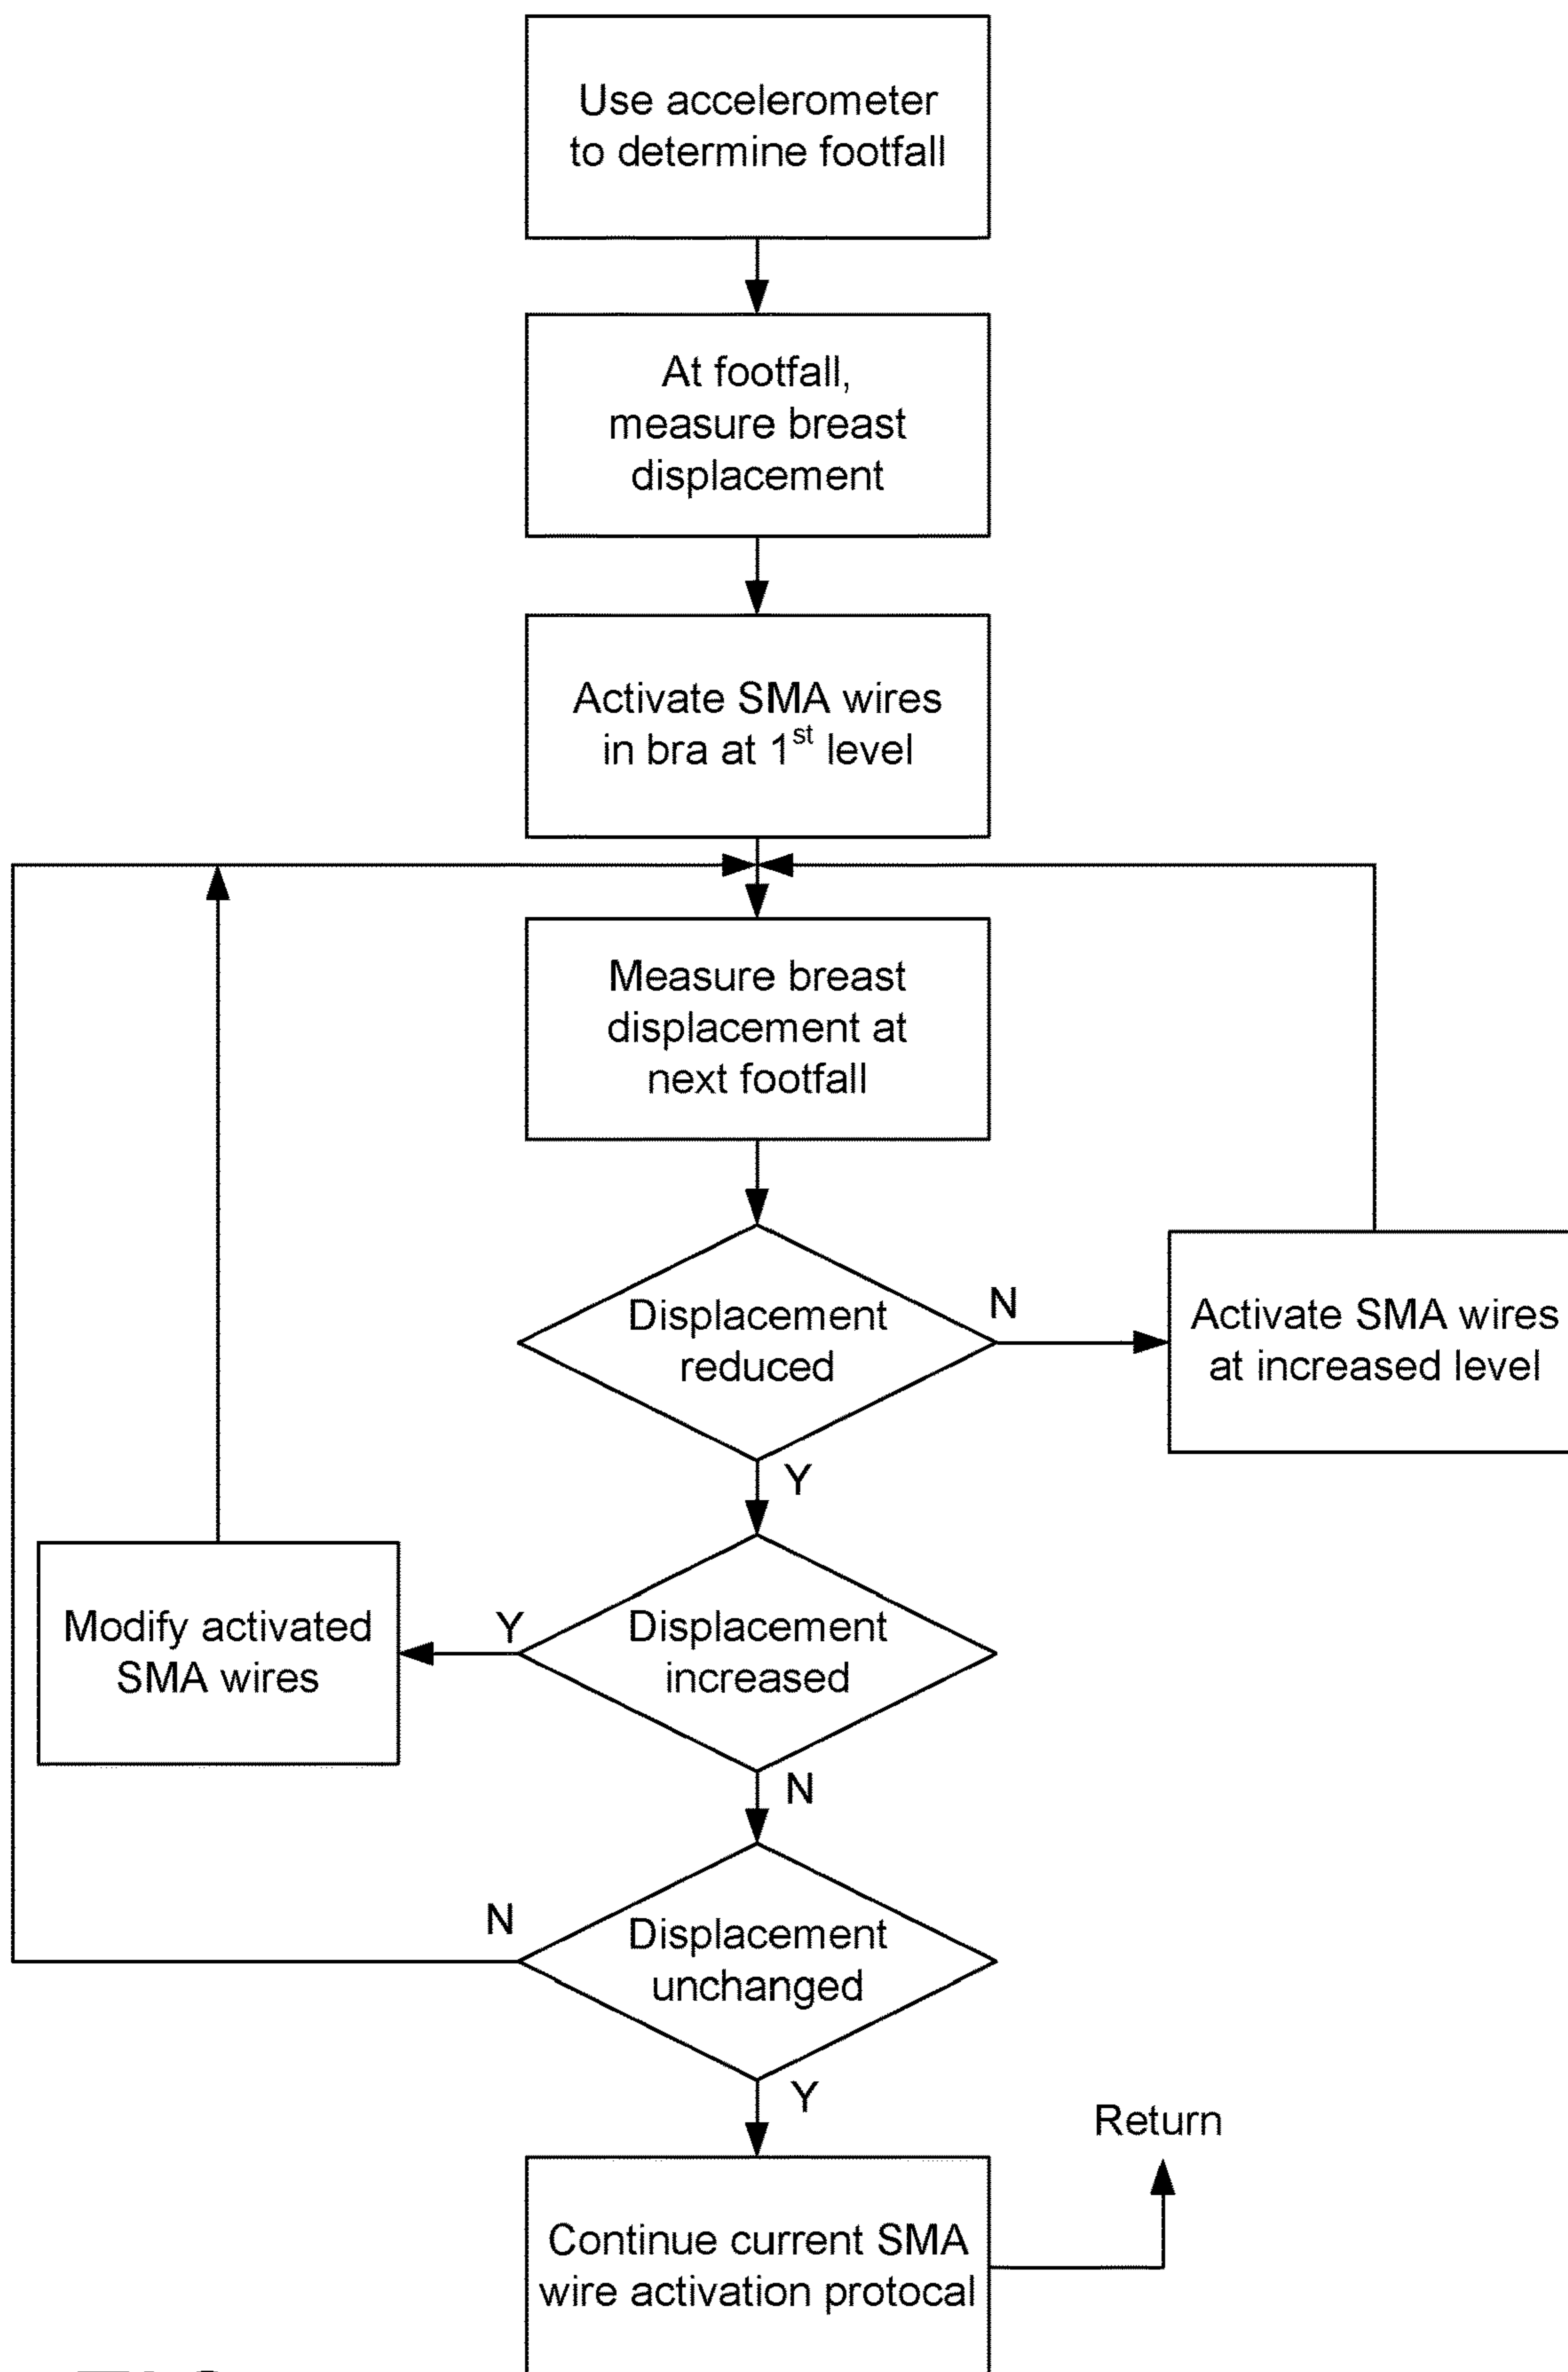 Use accelerometer
to determine footfall
At footfall,
measure breast
displacement
Activate SMA wires
in bra at 1st level
Measure breast
displacement at
next footfall
Displacement
reduced
N
Activate SMA wires
at increased level
Y
Displacement
increased
Y
Modify activated
SMA wires
N
Displacement
unchanged
N
Y
Return
Continue current SMA
wire activation protocal